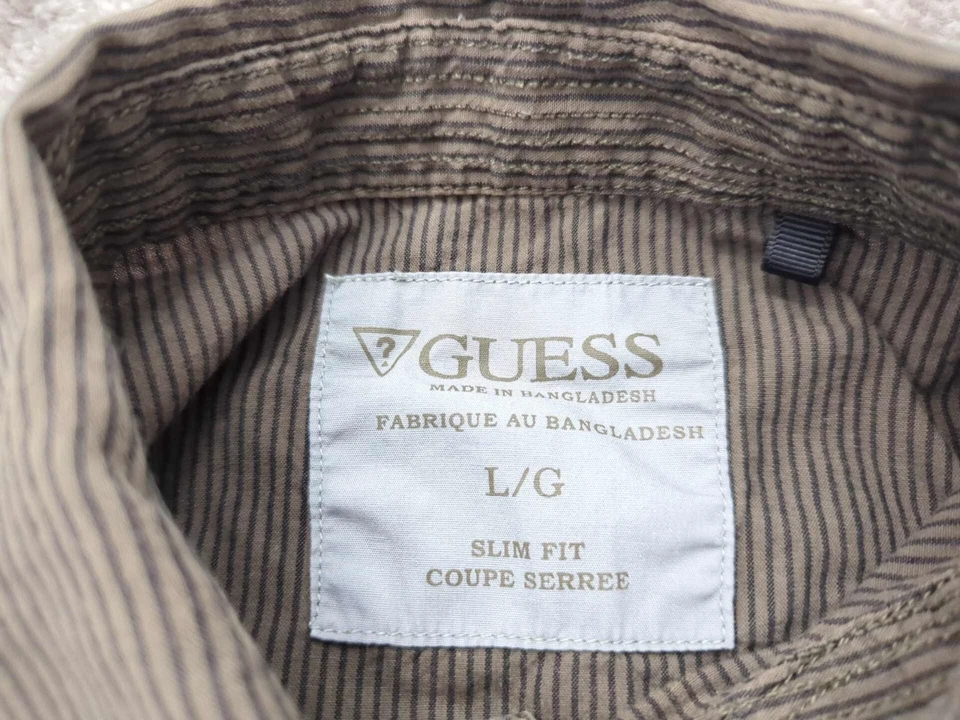 ? GUESS
MADE IN BANGLADESH
FABRIQUE AU BANGLADESH
L/G
SLIM FIT
COUPE SERREE